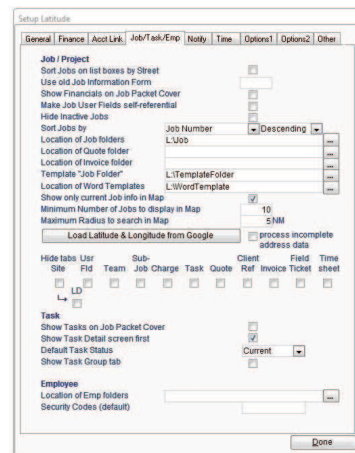 Setup Latitude
General Finance Acct Link Job/Task/Emp Notify Time Options1 Options2 Other
Job / Project
Sort Jobs on list boxes by Street
Use old Job Information Form
Show Financials on Job Packet Cover
Make Job User Fields self-referential
Hide Inactive Jobs
Sort Jobs by Job Number Descending
Location of Job folders L:\Job ...
Location of Quote folder ...
Location of Invoice folder ...
Template "Job Folder" L:\TemplateFolder ...
Location of Word Templates L:\WordTemplate ...
Show only current Job info in Map
Minimum Number of Jobs to display in Map 10
Maximum Radius to search in Map 5 NM
Load Latitude & Longitude from Google process incomplete
address data
Hide tabs Usr Sub- Client Field Time
Site Fld Team Job Charge Task Quote Ref Invoice Ticket sheet
LD
Task
Show Tasks on Job Packet Cover
Show Task Detail screen first
Default Task Status Current
Show Task Group tab
Employee
Location of Emp folders ...
Security Codes (default)
Done